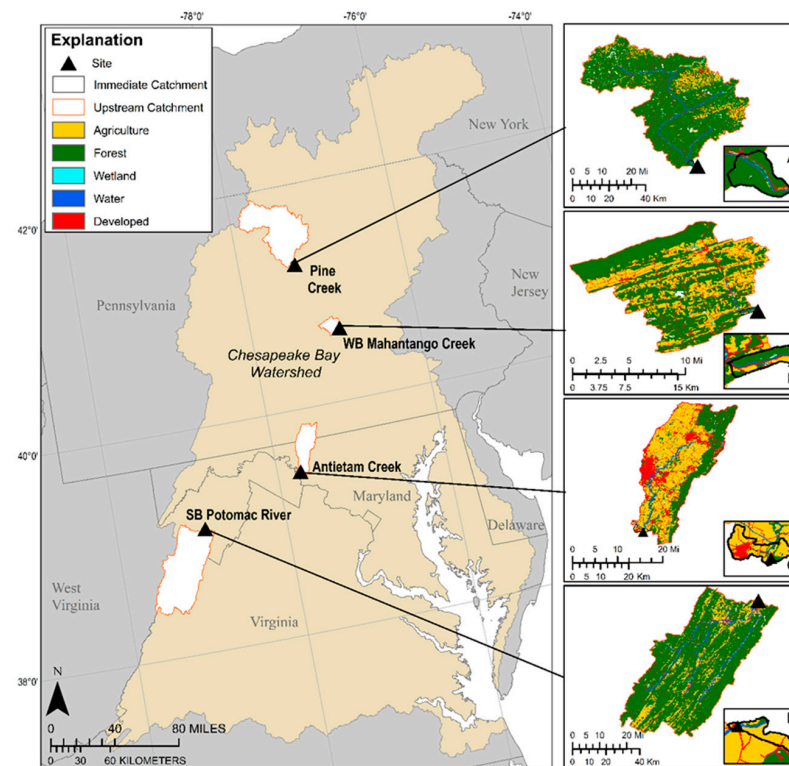 -78°0'
-76°0'
-74°0'
Explanation
Site
Immediate Catchment
Upstream Catchment
Agriculture
Forest
Wetland
Water
Developed
New York
42°0'
Pennsylvania
Pine
Creek
New
Jersey
WB Mahantango Creek
Chesapeake Bay
Watershed
40°0'
Antietam Creek
Maryland
Delaware
SB Potomac River
West
Virginia
Virginia
38°0'
N
0 40 80 MILES
0 30 60 KILOMETERS
0 5 10 20 Mi
0 10 20 40 Km
0 2.5 5 10 Mi
0 3.75 7.5 15 Km
0 5 10 20 Mi
0 5 10 20 Km
0 5 10 20 Mi
0 10 20 40 Km